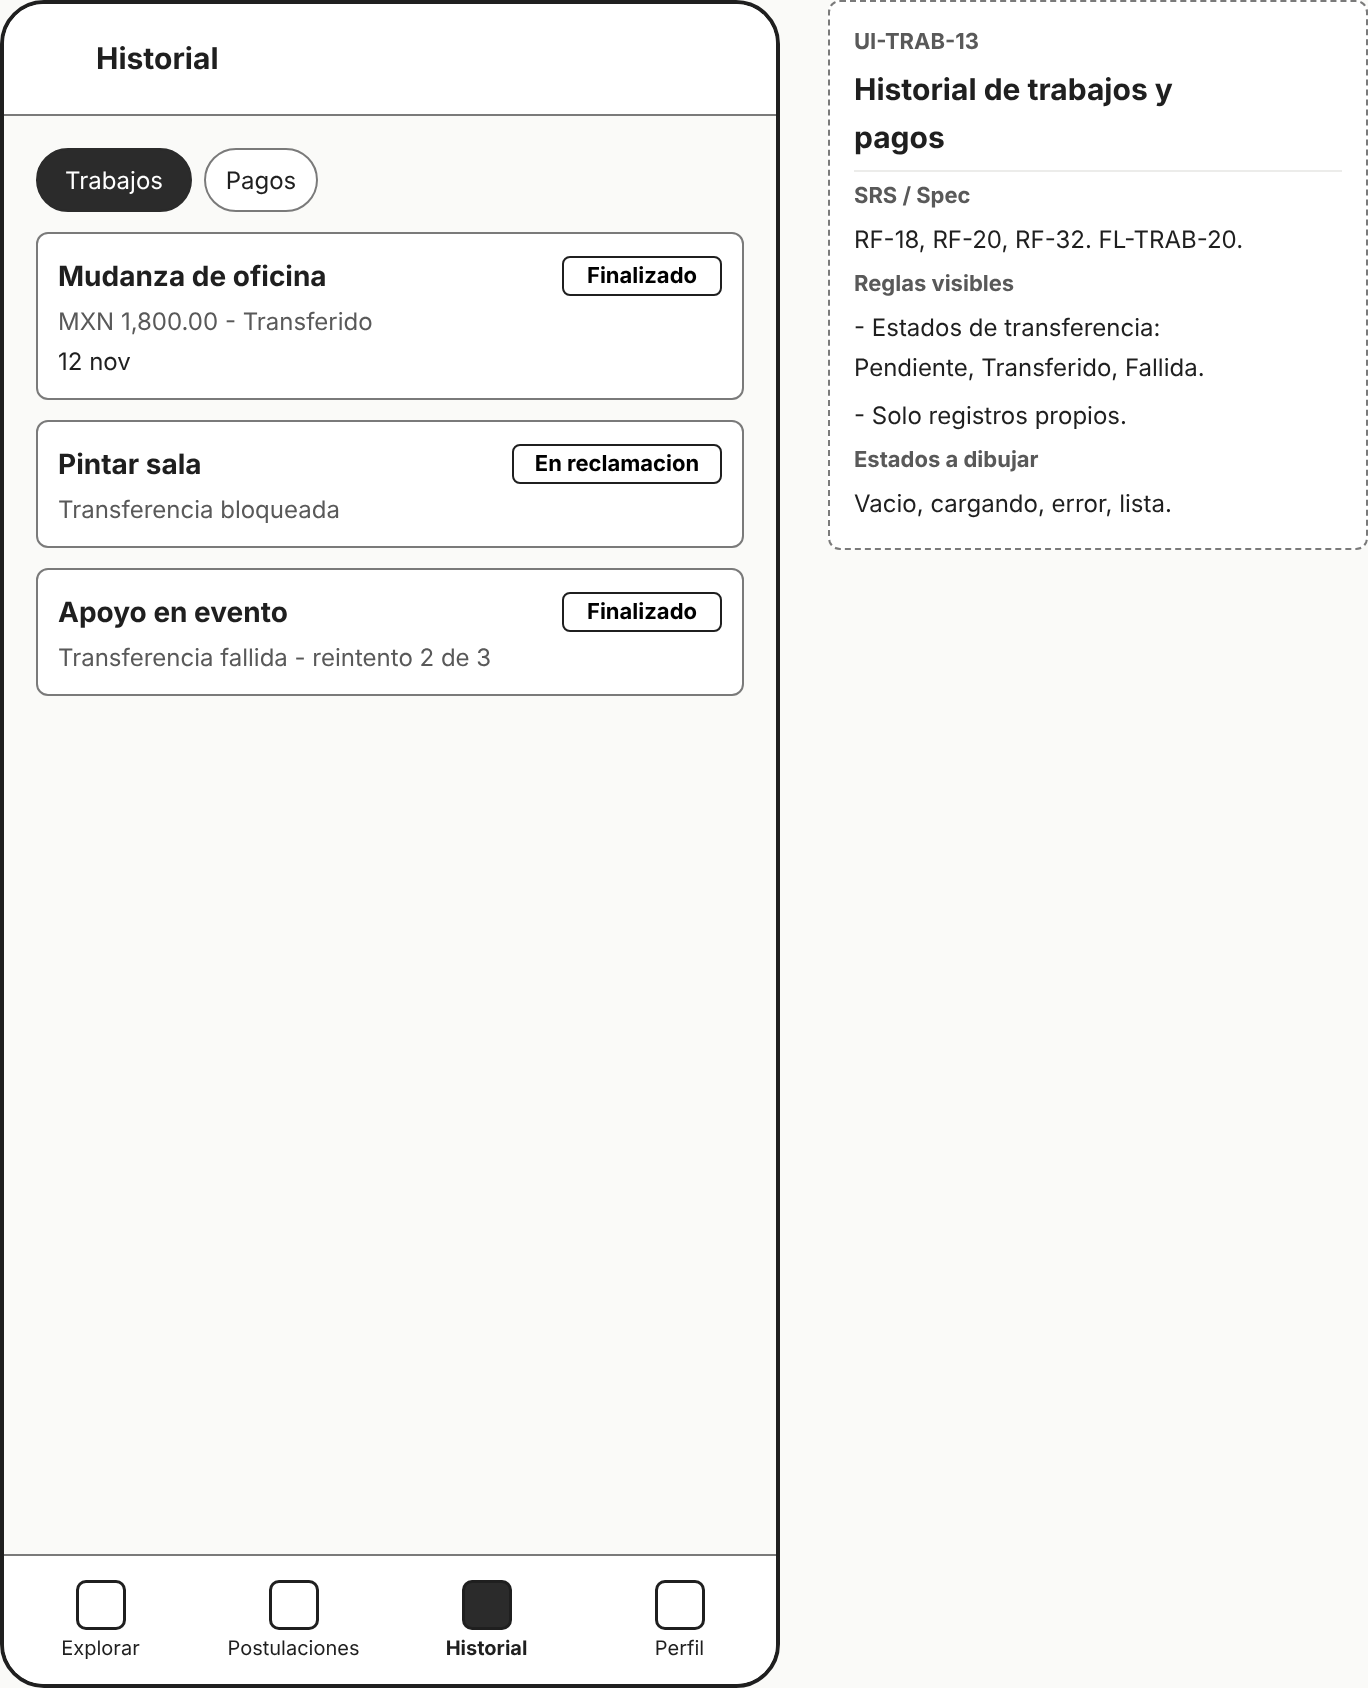 Historial
Trabajos
Pagos
Mudanza de oficina
Finalizado
MXN 1,800.00 - Transferido
12 nov
Pintar sala
En reclamacion
Transferencia bloqueada
Apoyo en evento
Finalizado
Transferencia fallida - reintento 2 de 3
Explorar
Postulaciones
Historial
Perfil
UI-TRAB-13
Historial de trabajos y
pagos
SRS / Spec
RF-18, RF-20, RF-32. FL-TRAB-20.
Reglas visibles
- Estados de transferencia:
Pendiente, Transferido, Fallida.
- Solo registros propios.
Estados a dibujar
Vacio, cargando, error, lista.